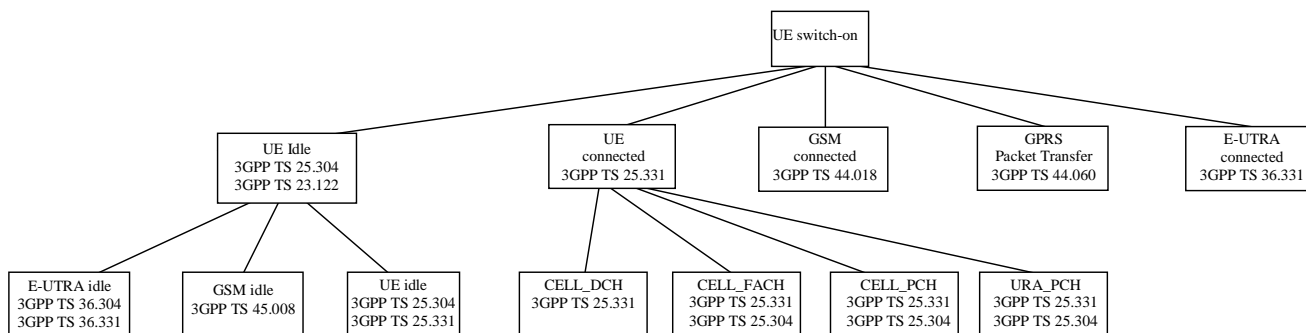 UE switch-on
UE Idle
3GPP TS 25.304
3GPP TS 23.122
UE
connected
3GPP TS 25.331
GSM
connected
3GPP TS 44.018
GPRS
Packet Transfer
3GPP TS 44.060
E-UTRA
connected
3GPP TS 36.331
E-UTRA idle
3GPP TS 36.304
3GPP TS 36.331
GSM idle
3GPP TS 45.008
UE idle
3GPP TS 25.304
3GPP TS 25.331
CELL_DCH
3GPP TS 25.331
CELL_FACH
3GPP TS 25.331
3GPP TS 25.304
CELL_PCH
3GPP TS 25.331
3GPP TS 25.304
URA_PCH
3GPP TS 25.331
3GPP TS 25.304